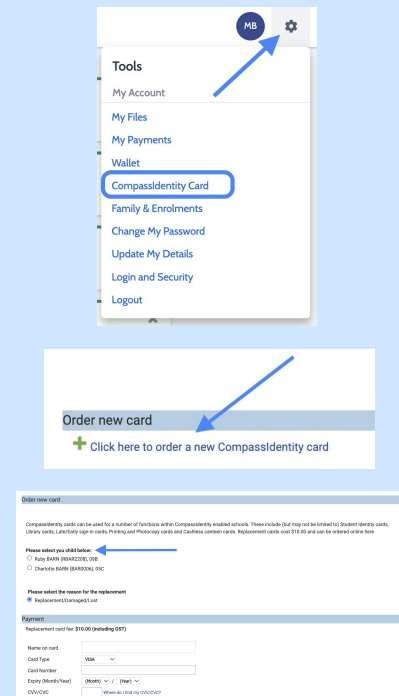 MB
Tools
My Account
My Files
My Payments
Wallet
CompassIdentity Card
Family & Enrolments
Change My Password
Update My Details
Login and Security
Logout
Order new card
Click here to order a new CompassIdentity card
Order new card
CompassIdentity cards can be used for a number of functions within CompassIdentity enabled schools. These include (but may not be limited to) Student Identity cards,
Library cards, Late/Early sign-in cards, Printing and Photocopy cards and Cashless canteen cards. Replacement cards cost $10.00 and can be ordered online here.
Please select you child below:
Ruby BARN (RBAR2208), 09B
Charlotte BARN (BAR0006), 05C
Please select the reason for the replacement
Replacement/Damaged/Lost
Payment
Replacement card fee: $10.00 (including GST)
Name on card
Card Type VISA
Card Number
Expiry (Month/Year) (Month) / (Year)
CVV/CVC Where do I find my CVV/CVC?